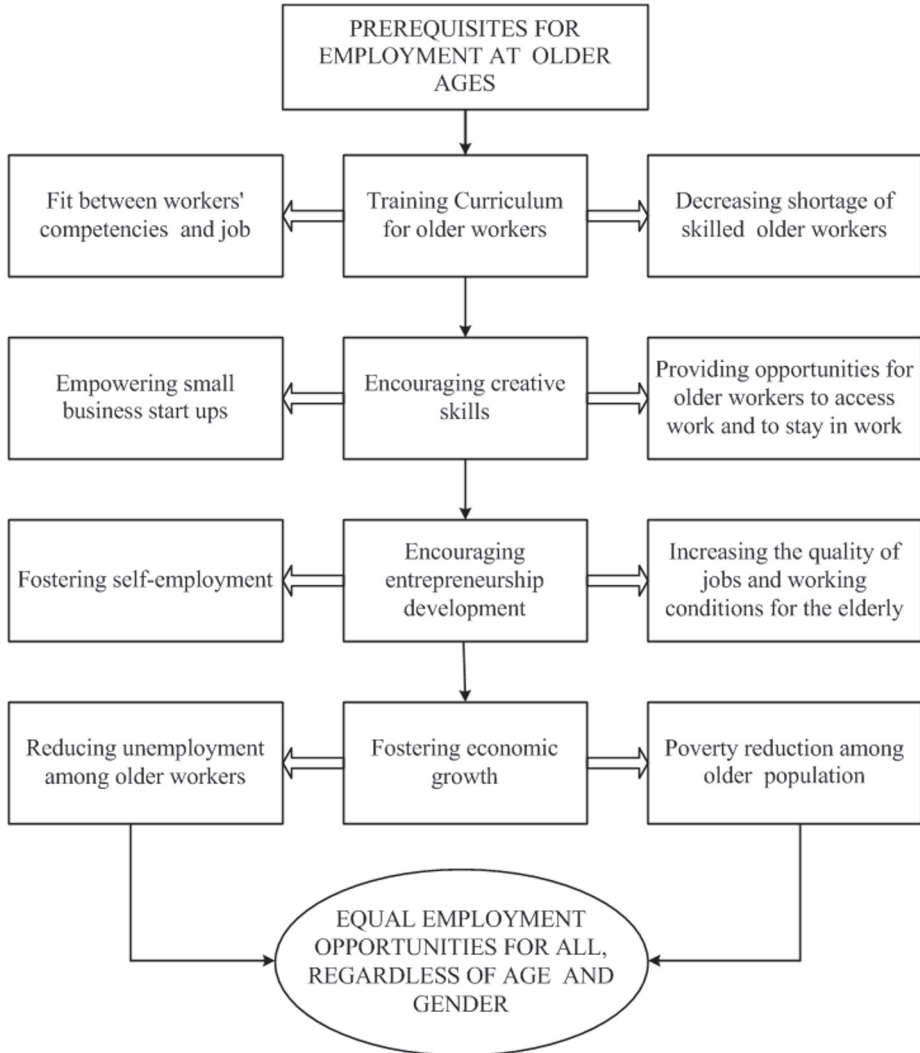 PREREQUISITES FOR
EMPLOYMENT AT OLDER
AGES
Fit between workers'
competencies and job
Training Curriculum
for older workers
Decreasing shortage of
skilled older workers
Empowering small
business start ups
Encouraging creative
skills
Providing opportunities for
older workers to access
work and to stay in work
Fostering self-employment
Encouraging
entrepreneurship
development
Increasing the quality of
jobs and working
conditions for the elderly
Reducing unemployment
among older workers
Fostering economic
growth
Poverty reduction among
older population
EQUAL EMPLOYMENT
OPPORTUNITIES FOR ALL,
REGARDLESS OF AGE AND
GENDER